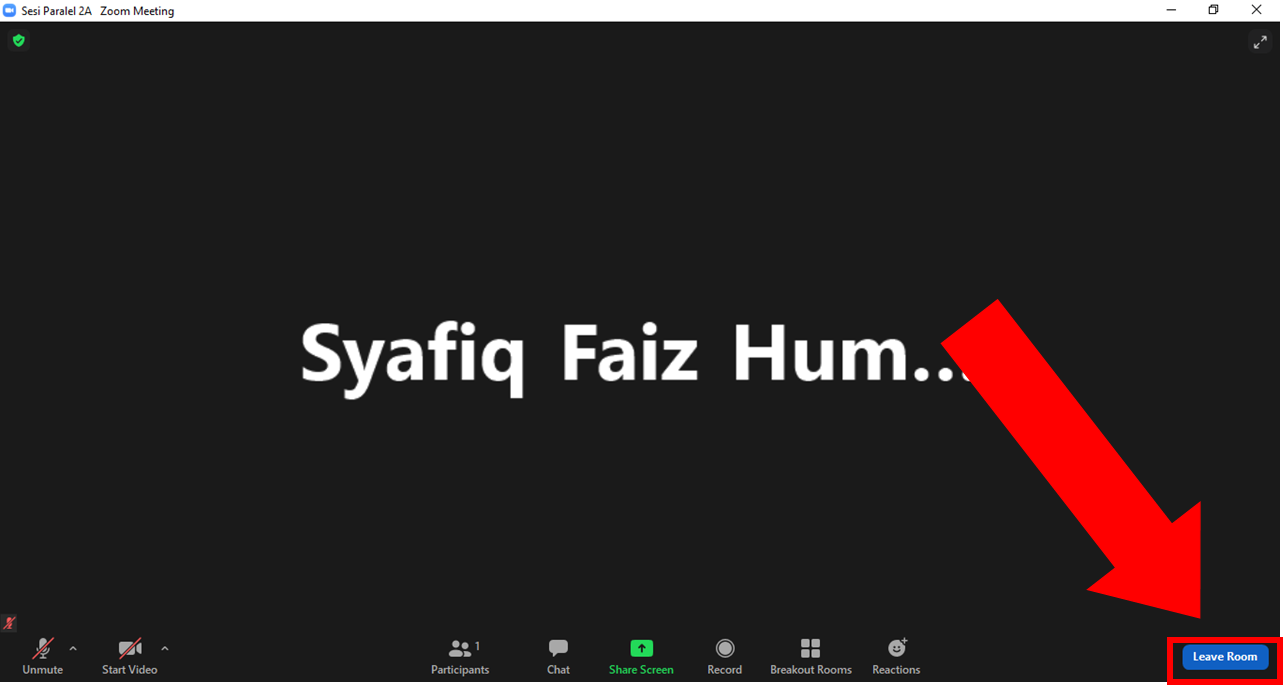 Sesi Paralel 2A Zoom Meeting
Syafiq Faiz Hum...
1
Unmute Start Video Participants Chat Share Screen Record Breakout Rooms Reactions
Leave Room